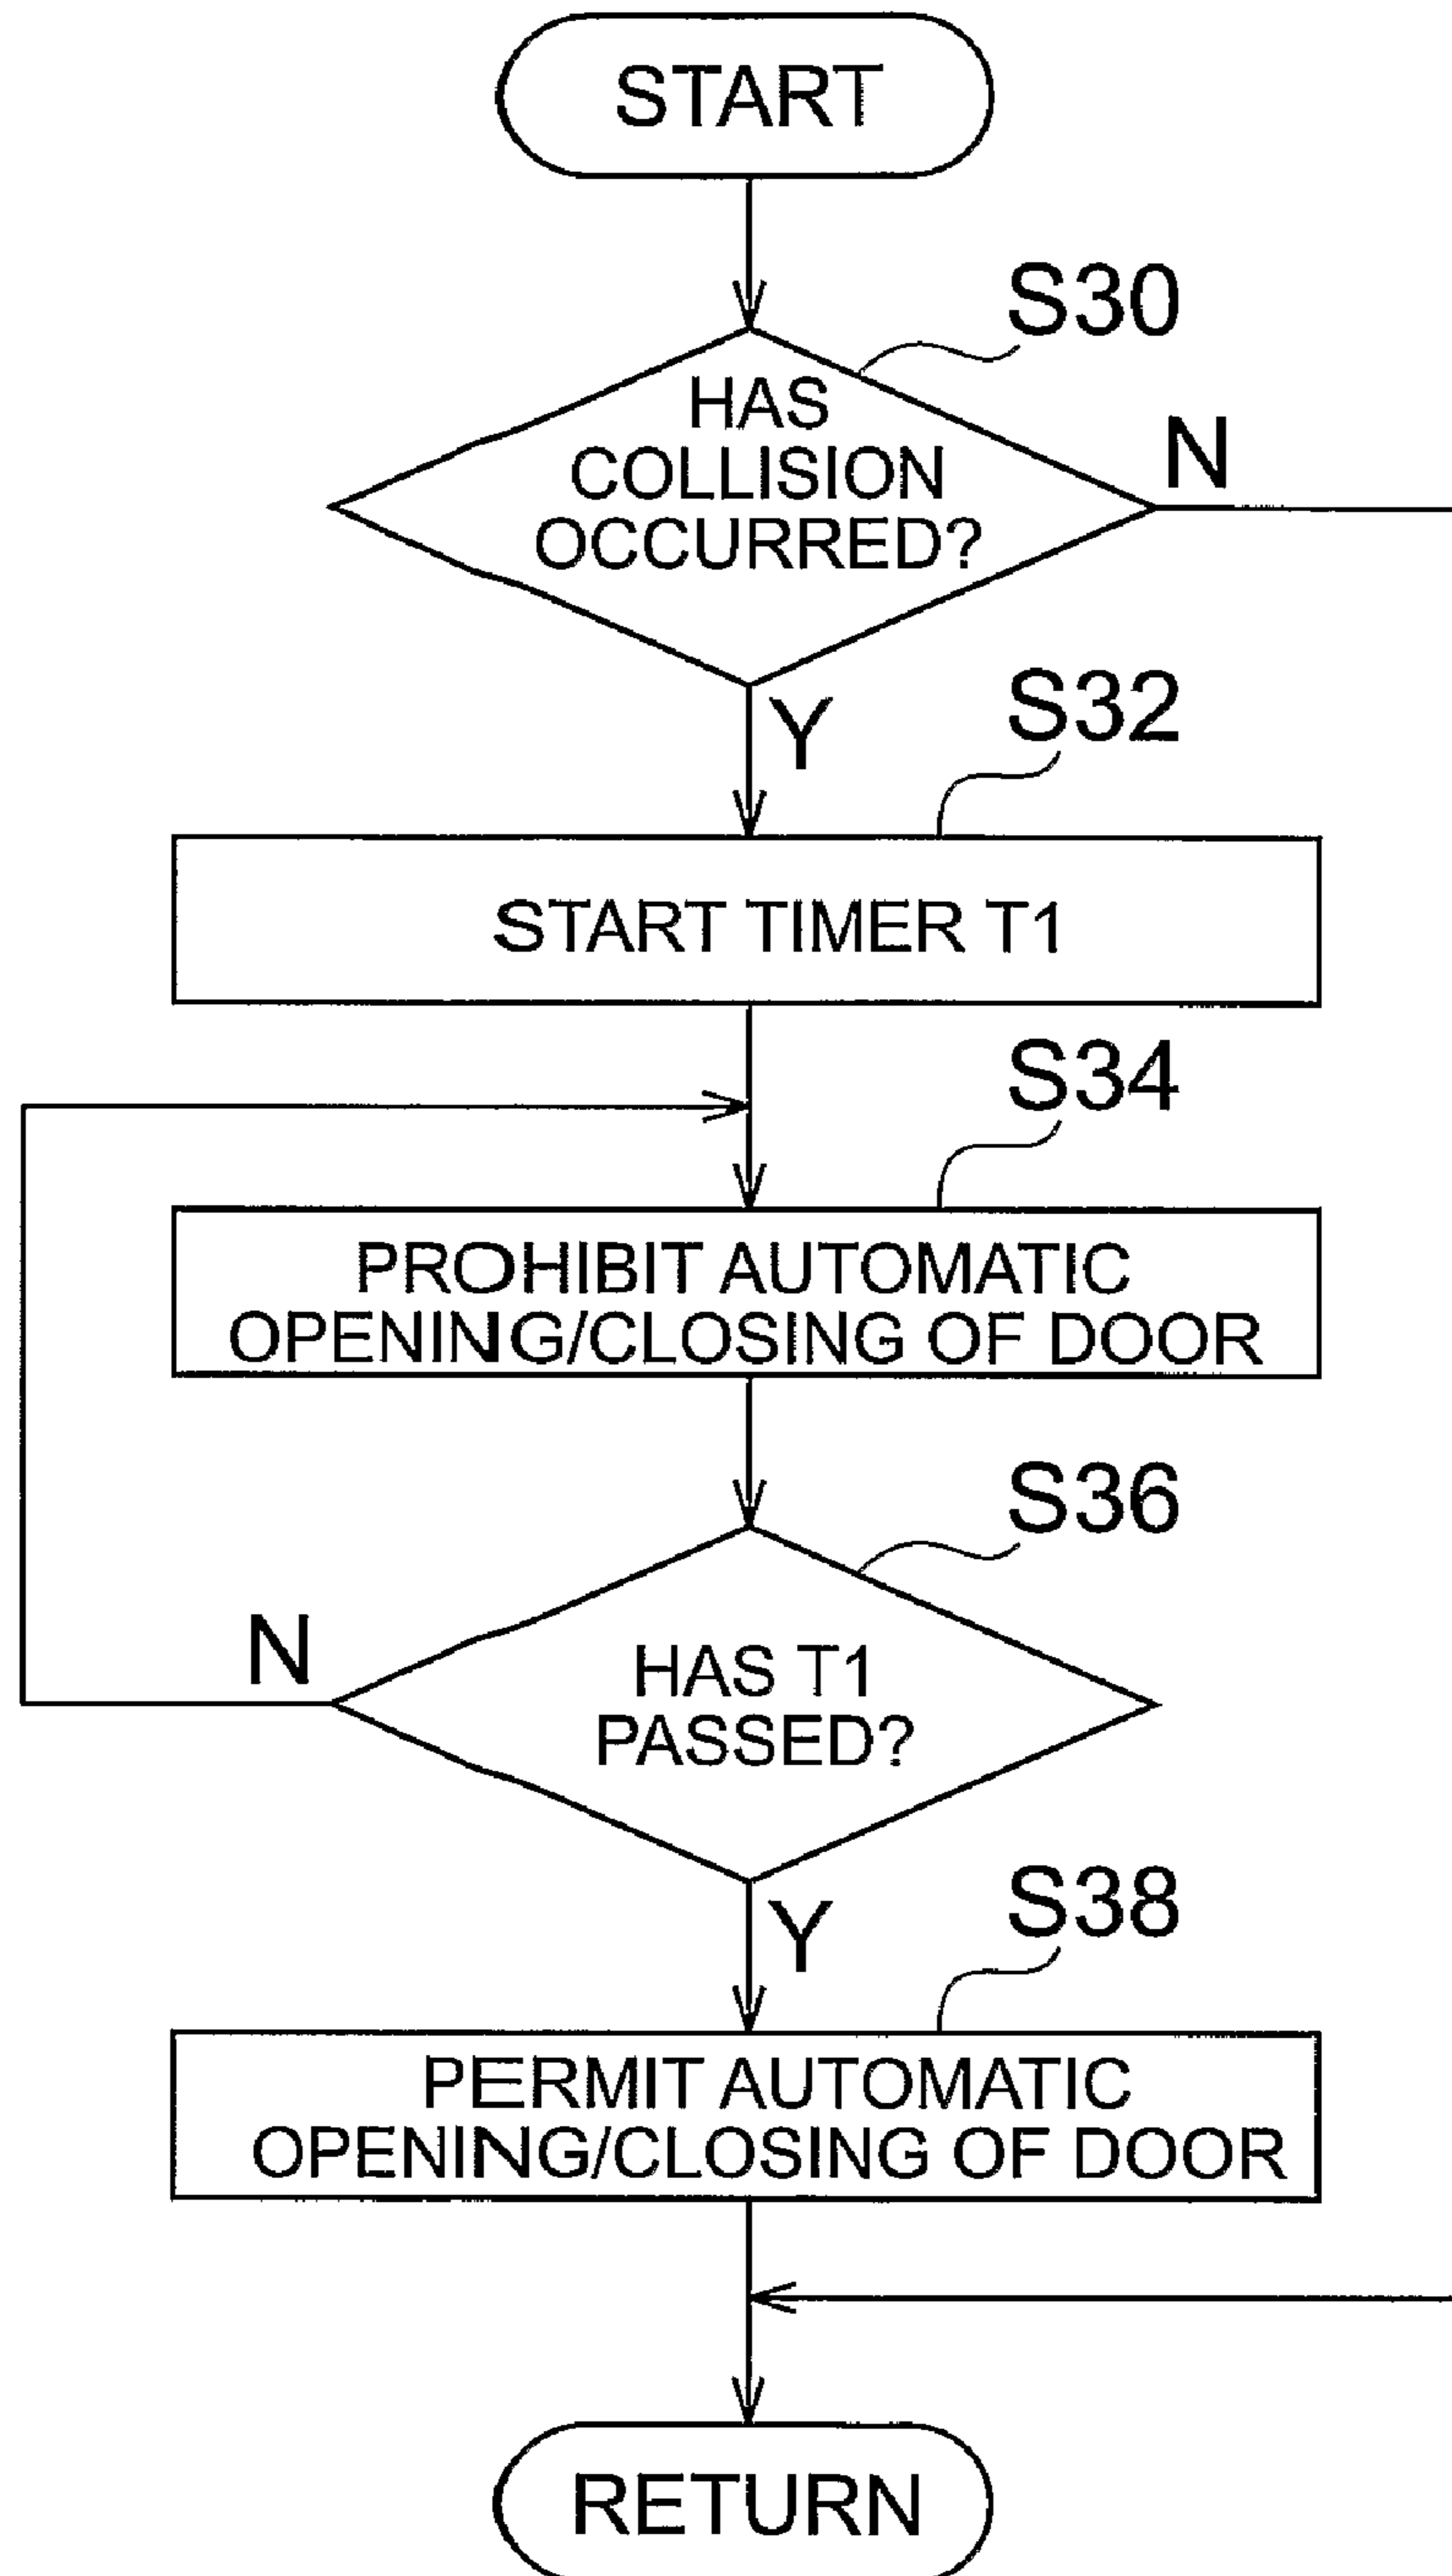 START
S30
HAS
COLLISION
OCCURRED?
N
Y
S32
START TIMER T1
S34
PROHIBIT AUTOMATIC
OPENING/CLOSING OF DOOR
S36
N
HAS T1
PASSED?
Y
S38
PERMIT AUTOMATIC
OPENING/CLOSING OF DOOR
RETURN